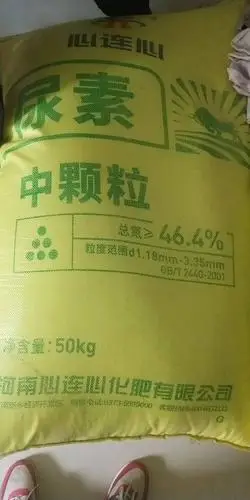 心连心
尿素
中颗粒
总氮≥ 46.4%
粒度范围d1.18mm-3.35mm
GB/T 2440-2001
净含量:50kg
河南心连心化肥有限公司
G